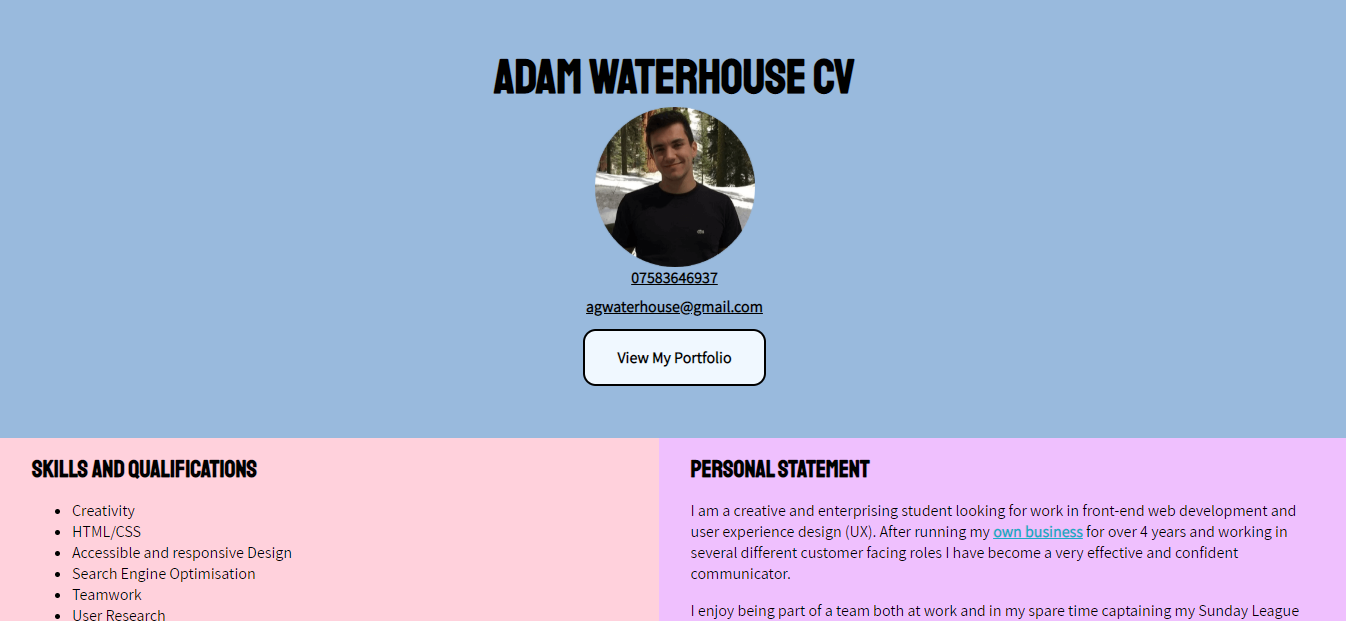 ADAM WATERHOUSE CV
07583646937
agwaterhouse@gmail.com
View My Portfolio
SKILLS AND QUALIFICATIONS
Creativity
HTML/CSS
Accessible and responsive Design
Search Engine Optimisation
Teamwork
User Research
PERSONAL STATEMENT
I am a creative and enterprising student looking for work in front-end web development and
user experience design (UX). After running my own business for over 4 years and working in
several different customer facing roles I have become a very effective and confident
communicator.
I enjoy being part of a team both at work and in my spare time captaining my Sunday League